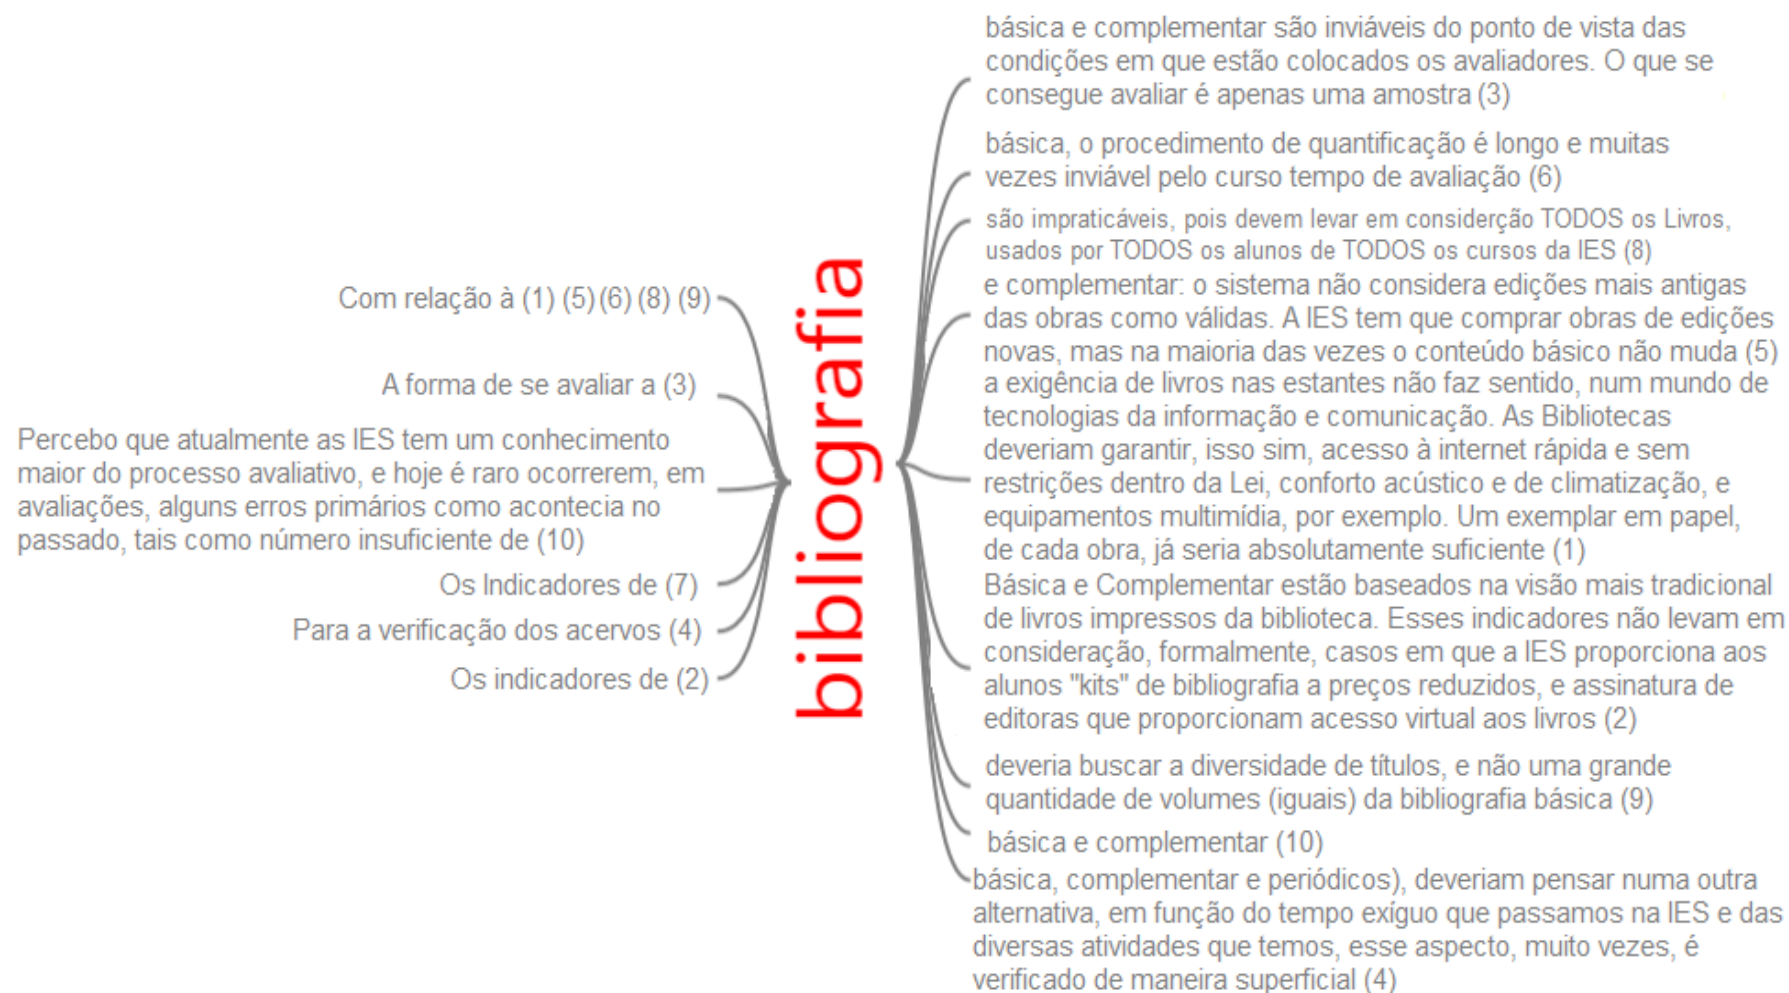 Com relação à (1) (5) (6) (8) (9)
A forma de se avaliar a (3)
Percebo que atualmente as IES tem um conhecimento
maior do processo avaliativo, e hoje é raro ocorrerem, em
avaliações, alguns erros primários como acontecia no
passado, tais como número insuficiente de (10)
Os Indicadores de (7)
Para a verificação dos acervos (4)
Os indicadores de (2)
bibliografia
básica e complementar são inviáveis do ponto de vista das
condições em que estão colocados os avaliadores. O que se
consegue avaliar é apenas uma amostra (3)
básica, o procedimento de quantificação é longo e muitas
vezes inviável pelo curso tempo de avaliação (6)
são impraticáveis, pois devem levar em considerção TODOS os Livros,
usados por TODOS os alunos de TODOS os cursos da IES (8)
e complementar: o sistema não considera edições mais antigas
das obras como válidas. A IES tem que comprar obras de edições
novas, mas na maioria das vezes o conteúdo básico não muda (5)
a exigência de livros nas estantes não faz sentido, num mundo de
tecnologias da informação e comunicação. As Bibliotecas
deveriam garantir, isso sim, acesso à internet rápida e sem
restrições dentro da Lei, conforto acústico e de climatização, e
equipamentos multimídia, por exemplo. Um exemplar em papel,
de cada obra, já seria absolutamente suficiente (1)
Básica e Complementar estão baseados na visão mais tradicional
de livros impressos da biblioteca. Esses indicadores não levam em
consideração, formalmente, casos em que a IES proporciona aos
alunos "kits" de bibliografia a preços reduzidos, e assinatura de
editoras que proporcionam acesso virtual aos livros (2)
deveria buscar a diversidade de títulos, e não uma grande
quantidade de volumes (iguais) da bibliografia básica (9)
básica e complementar (10)
básica, complementar e periódicos), deveriam pensar numa outra
alternativa, em função do tempo exíguo que passamos na IES e das
diversas atividades que temos, esse aspecto, muito vezes, é
verificado de maneira superficial (4)